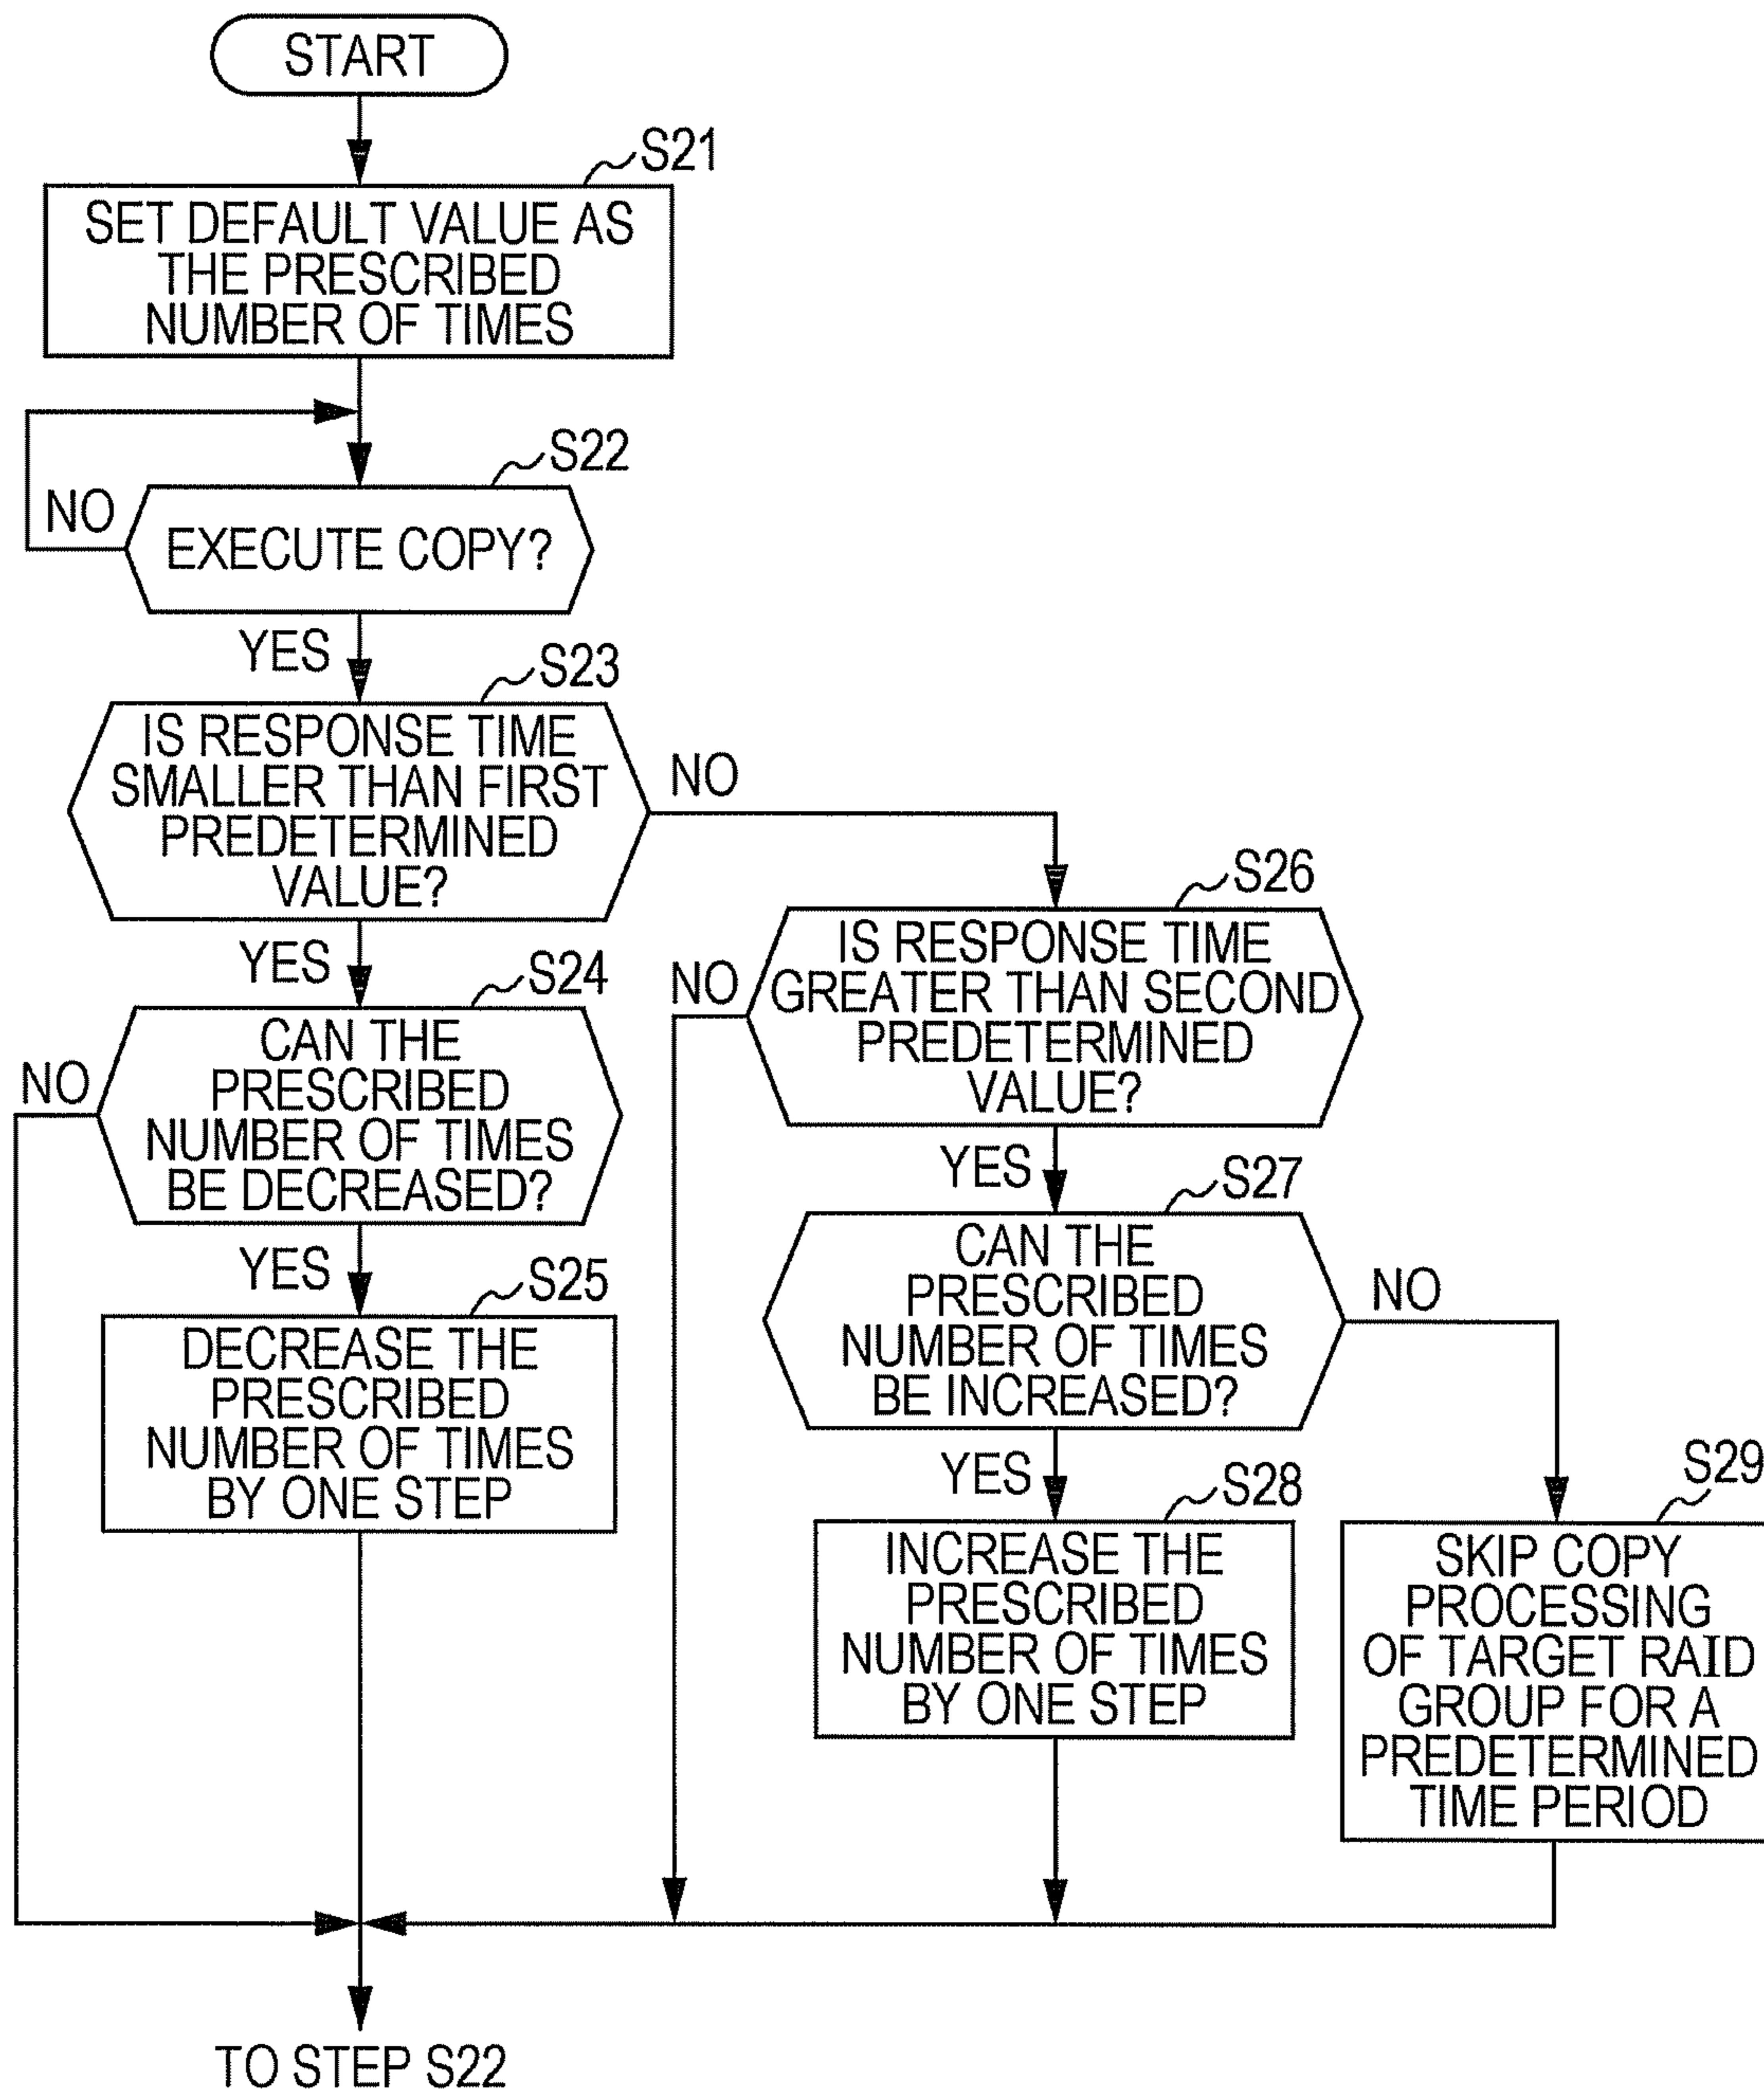 START
S21
SET DEFAULT VALUE AS
THE PRESCRIBED
NUMBER OF TIMES
S22
NO
EXECUTE COPY?
YES
S23
IS RESPONSE TIME
SMALLER THAN FIRST
PREDETERMINED
VALUE?
NO
YES
S24
CAN THE
PRESCRIBED
NUMBER OF TIMES
BE DECREASED?
NO
YES
S25
DECREASE THE
PRESCRIBED
NUMBER OF TIMES
BY ONE STEP
S26
IS RESPONSE TIME
GREATER THAN SECOND
PREDETERMINED
VALUE?
NO
YES
S27
CAN THE
PRESCRIBED
NUMBER OF TIMES
BE INCREASED?
NO
YES
S28
INCREASE THE
PRESCRIBED
NUMBER OF TIMES
BY ONE STEP
S29
SKIP COPY
PROCESSING
OF TARGET RAID
GROUP FOR A
PREDETERMINED
TIME PERIOD
TO STEP S22